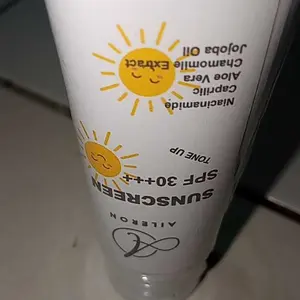 AILERON
SUNSCREEN
SPF 30+++
TONE UP
Niacinamide
Caprilic
Aloe Vera
Chamomile Extract
Jojoba Oil